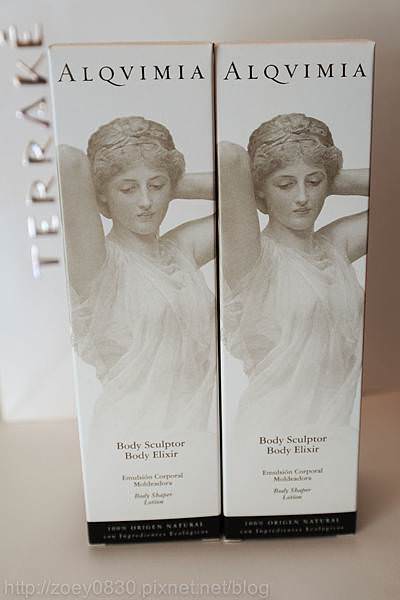 TERRAKÉ
ALQVIMIA
Body Sculptor
Body Elixir
Emulsión Corporal
Moldeadora
Body Shaper
Lotion
100% ORIGEN NATURAL
con Ingredientes Ecológicos
ALQVIMIA
Body Sculptor
Body Elixir
Emulsión Corporal
Moldeadora
Body Shaper
Lotion
100% ORIGEN NATURAL
con Ingredientes Ecológicos
http://zoey0830.pixnet.net/blog